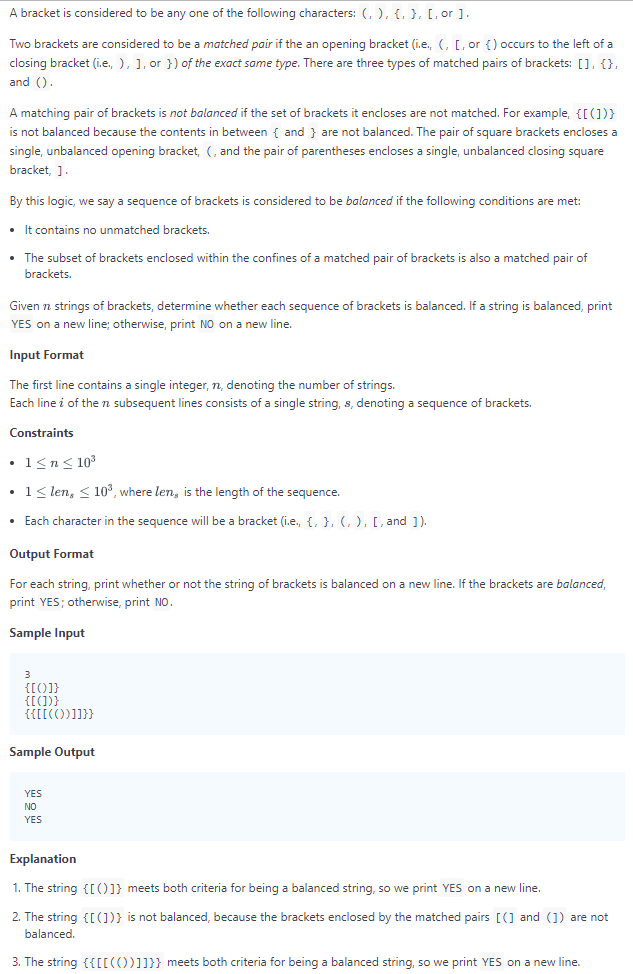 A bracket is considered to be any one of the following characters: (, ), {, }, [, or ].
Two brackets are considered to be a matched pair if the an opening bracket (i.e., (, [, or {) occurs to the left of a
closing bracket (i.e., ), ], or }) of the exact same type. There are three types of matched pairs of brackets: [], {},
and ().
A matching pair of brackets is not balanced if the set of brackets it encloses are not matched. For example, {[(])}
is not balanced because the contents in between { and } are not balanced. The pair of square brackets encloses a
single, unbalanced opening bracket, (, and the pair of parentheses encloses a single, unbalanced closing square
bracket, ].
By this logic, we say a sequence of brackets is considered to be balanced if the following conditions are met:
• It contains no unmatched brackets.
• The subset of brackets enclosed within the confines of a matched pair of brackets is also a matched pair of
brackets.
Given n strings of brackets, determine whether each sequence of brackets is balanced. If a string is balanced, print
YES on a new line; otherwise, print NO on a new line.
Input Format
The first line contains a single integer, n, denoting the number of strings.
Each line i of the n subsequent lines consists of a single string, s, denoting a sequence of brackets.
Constraints
• 1 ≤ n ≤ 10³
• 1 ≤ lenₛ ≤ 10³, where lenₛ is the length of the sequence.
• Each character in the sequence will be a bracket (i.e., {, }, (, ), [, and ]).
Output Format
For each string, print whether or not the string of brackets is balanced on a new line. If the brackets are balanced,
print YES; otherwise, print NO.
Sample Input
3
{[()]}
{[(])}
{{[[(())]]}}
Sample Output
YES
NO
YES
Explanation
1. The string {[()]} meets both criteria for being a balanced string, so we print YES on a new line.
2. The string {[(])} is not balanced, because the brackets enclosed by the matched pairs [(] and (]) are not
balanced.
3. The string {{[[(())]]}} meets both criteria for being a balanced string, so we print YES on a new line.